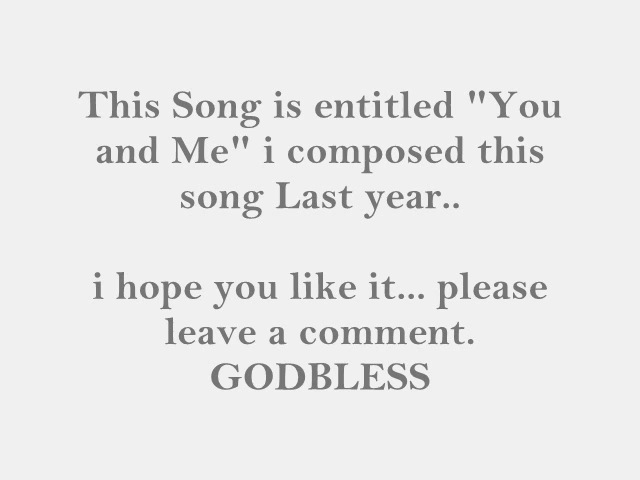 This Song is entitled "You
and Me" i composed this
song Last year..
i hope you like it... please
leave a comment.
GODBLESS